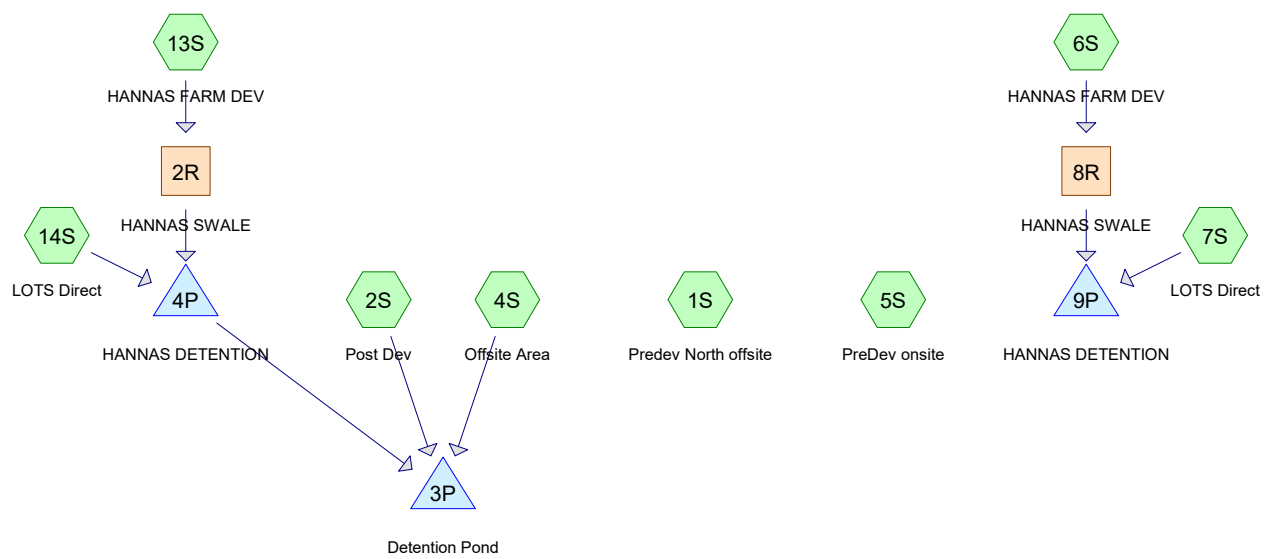 13S
6S
HANNAS FARM DEV
HANNAS FARM DEV
2R
8R
HANNAS SWALE
HANNAS SWALE
14S
7S
LOTS Direct
LOTS Direct
4P
2S
4S
1S
5S
9P
HANNAS DETENTION
Post Dev
Offsite Area
Predev North offsite
PreDev onsite
HANNAS DETENTION
3P
Detention Pond